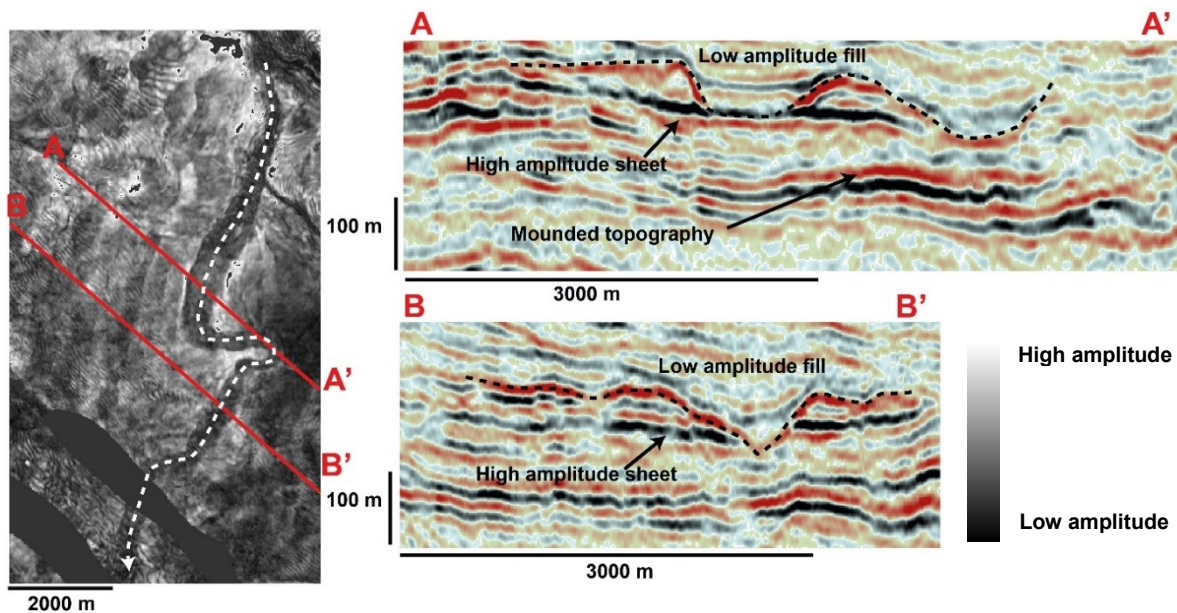 A
B
A'
B'
2000 m
A
A'
Low amplitude fill
High amplitude sheet
Mounded topography
100 m
3000 m
B
B'
Low amplitude fill
High amplitude sheet
100 m
3000 m
High amplitude
Low amplitude